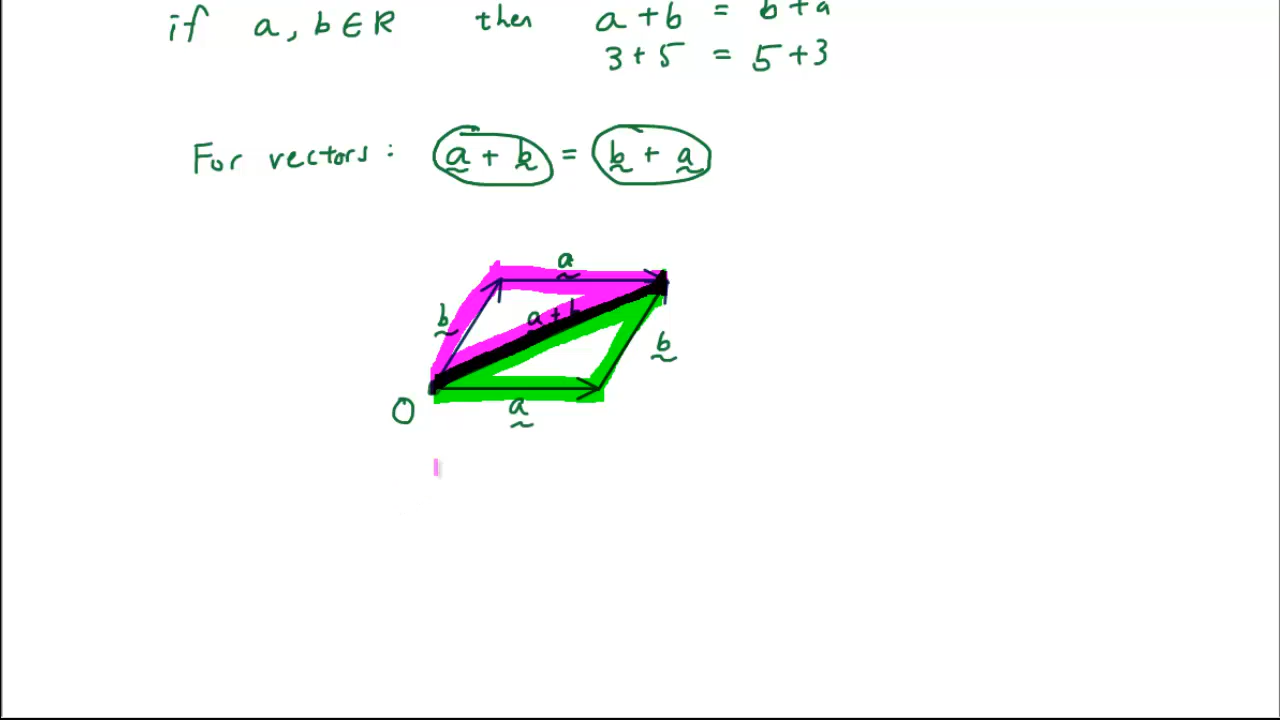 if a, b ∈ R then a + b = b + a
3 + 5 = 5 + 3
For vectors : a + b = b + a
a
b
a + b
b
O
a